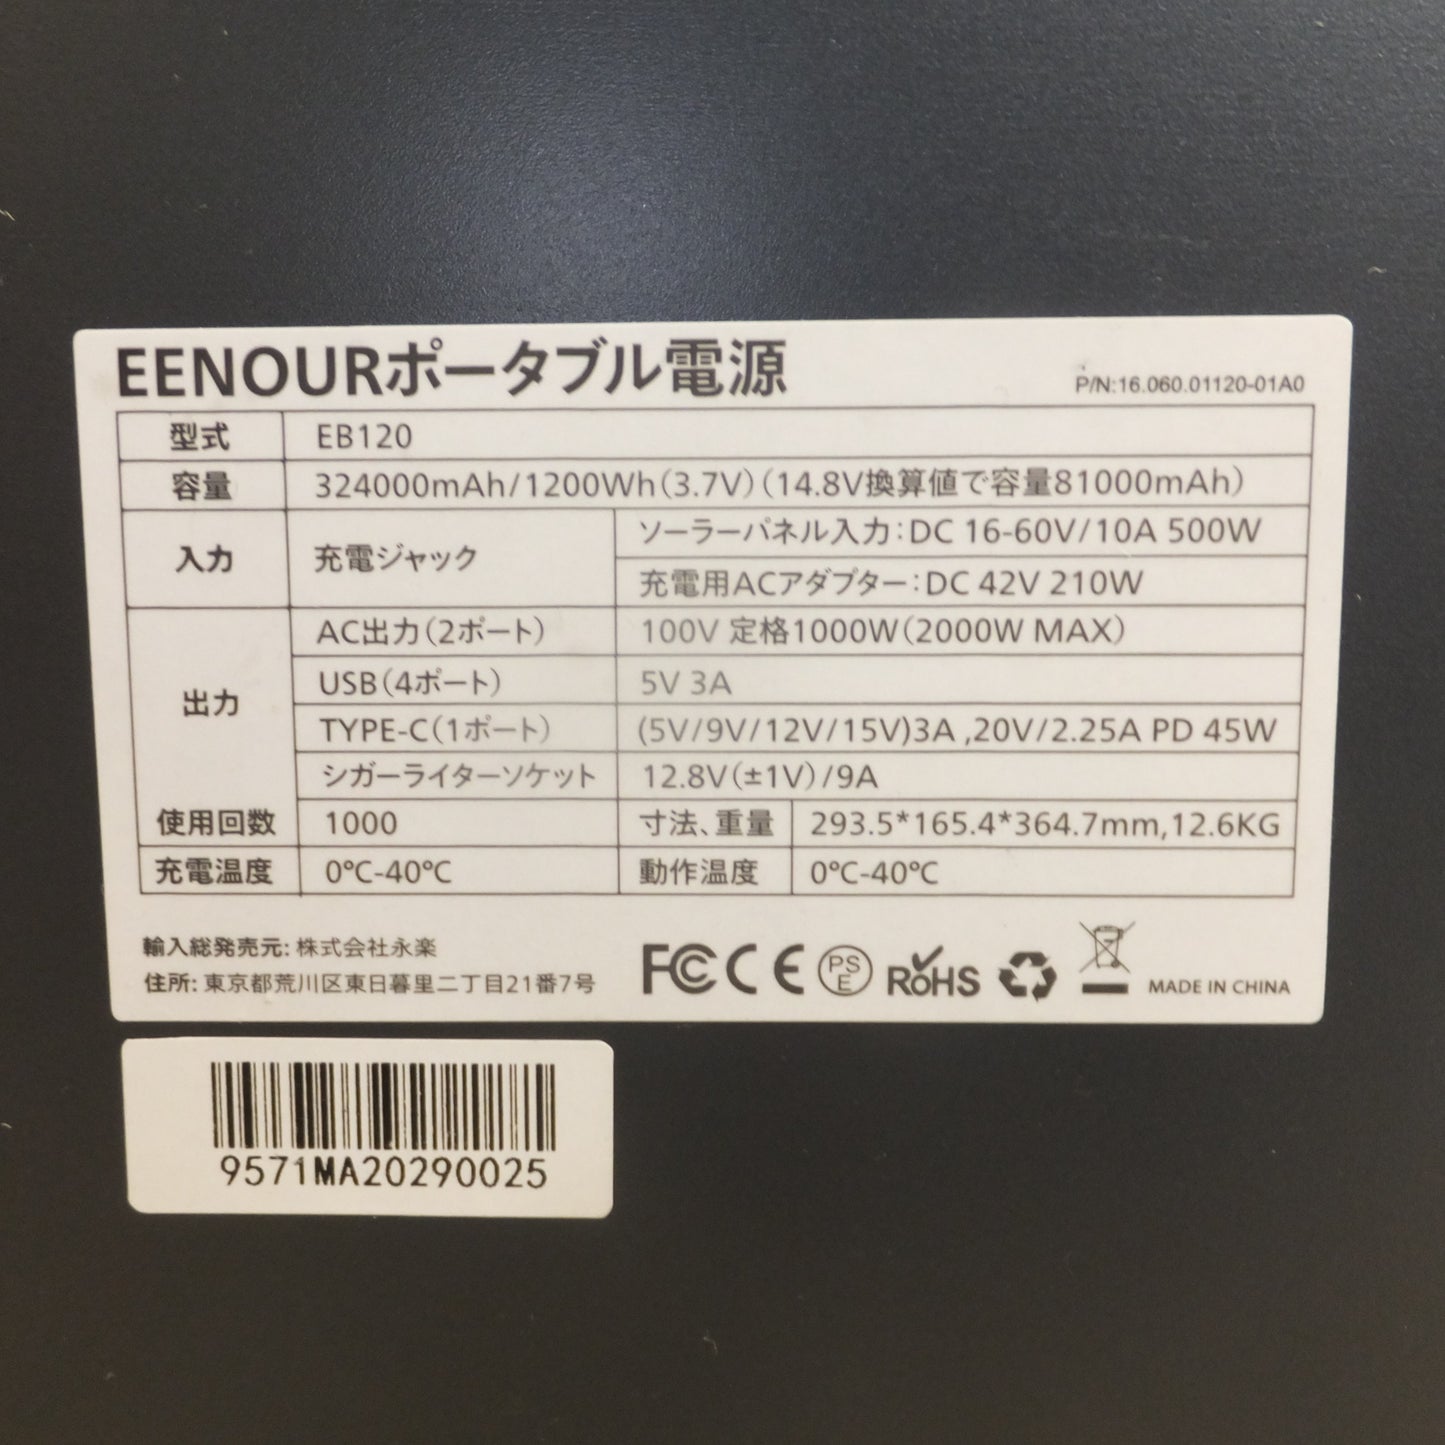 EENOURポータブル電源
P/N:16.060.01120-01A0
型式 EB120
容量 324000mAh/1200Wh(3.7V)(14.8V換算値で容量81000mAh)
入力 充電ジャック ソーラーパネル入力:DC 16-60V/10A 500W
充電用ACアダプター:DC 42V 210W
出力 AC出力(2ポート) 100V 定格1000W(2000W MAX)
USB(4ポート) 5V 3A
TYPE-C(1ポート) (5V/9V/12V/15V)3A ,20V/2.25A PD 45W
シガーライターソケット 12.8V(±1V)/9A
使用回数 1000 寸法、重量 293.5*165.4*364.7mm,12.6KG
充電温度 0℃-40℃ 動作温度 0℃-40℃
輸入総発売元: 株式会社永楽
住所: 東京都荒川区東日暮里二丁目21番7号
FC CE PSE RoHS MADE IN CHINA
9571MA20290025